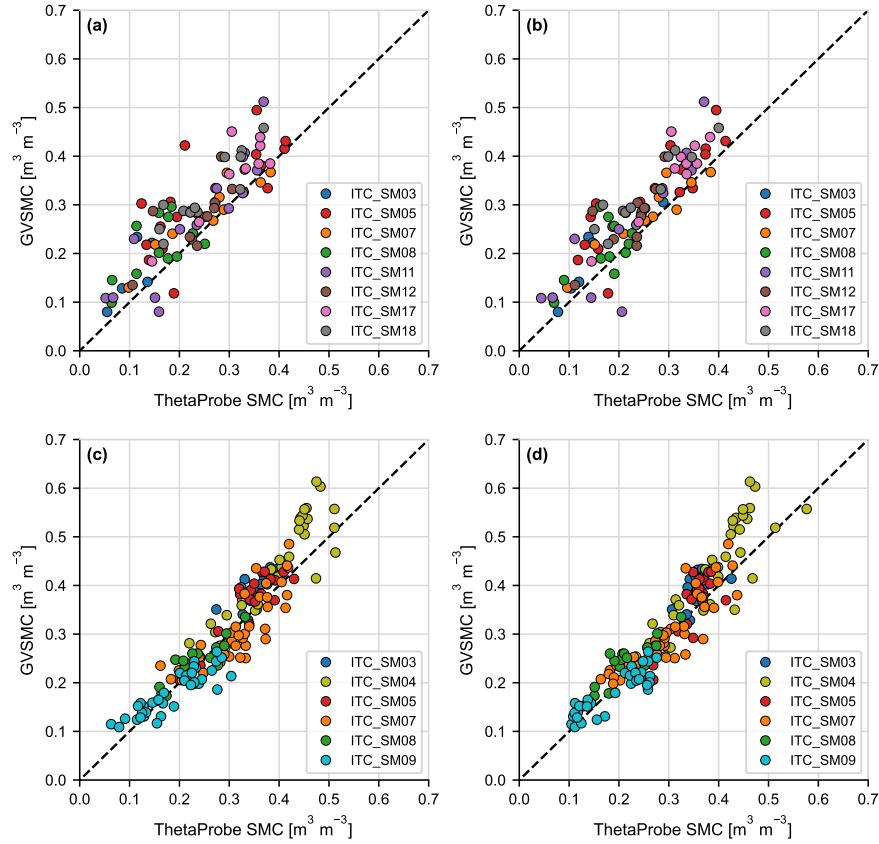 (a)
GVSMC [m³ m⁻³]
0.7
0.6
0.5
0.4
0.3
0.2
0.1
0.0
0.0 0.1 0.2 0.3 0.4 0.5 0.6 0.7
ThetaProbe SMC [m³ m⁻³]
ITC_SM03
ITC_SM05
ITC_SM07
ITC_SM08
ITC_SM11
ITC_SM12
ITC_SM17
ITC_SM18
(b)
GVSMC [m³ m⁻³]
0.7
0.6
0.5
0.4
0.3
0.2
0.1
0.0
0.0 0.1 0.2 0.3 0.4 0.5 0.6 0.7
ThetaProbe SMC [m³ m⁻³]
ITC_SM03
ITC_SM05
ITC_SM07
ITC_SM08
ITC_SM11
ITC_SM12
ITC_SM17
ITC_SM18
(c)
GVSMC [m³ m⁻³]
0.7
0.6
0.5
0.4
0.3
0.2
0.1
0.0
0.0 0.1 0.2 0.3 0.4 0.5 0.6 0.7
ThetaProbe SMC [m³ m⁻³]
ITC_SM03
ITC_SM04
ITC_SM05
ITC_SM07
ITC_SM08
ITC_SM09
(d)
GVSMC [m³ m⁻³]
0.7
0.6
0.5
0.4
0.3
0.2
0.1
0.0
0.0 0.1 0.2 0.3 0.4 0.5 0.6 0.7
ThetaProbe SMC [m³ m⁻³]
ITC_SM03
ITC_SM04
ITC_SM05
ITC_SM07
ITC_SM08
ITC_SM09